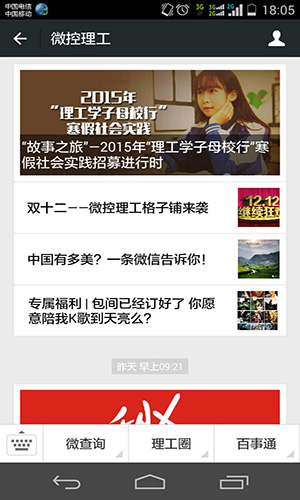 中国电信
中国移动
3G
2G
18:05
微控理工
2015年
“理工学子母校行”
寒假社会实践
“故事之旅”—2015年“理工学子母校行”寒
假社会实践招募进行时
双十二——微控理工格子铺来袭
12-12
继续狂
中国有多美？一条微信告诉你！
专属福利 | 包间已经订好了 你愿
意陪我K歌到天亮么？
昨天 早上09:21
微查询
理工圈
百事通